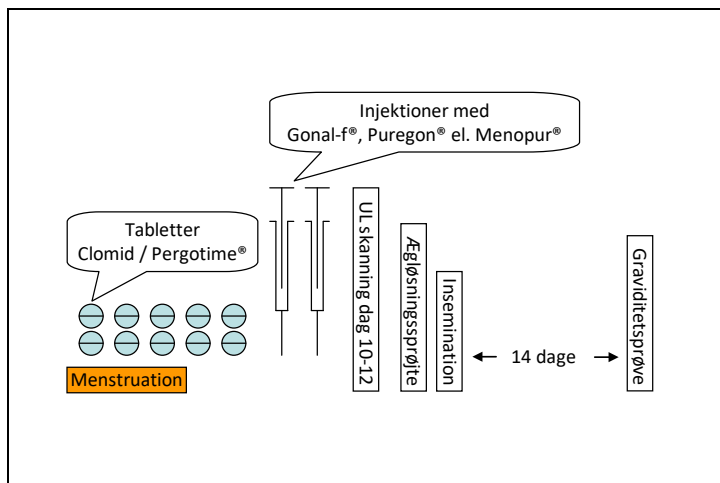 Injektioner med
Gonal-f®, Puregon® el. Menopur®
Tabletter
Clomid / Pergotime®
Menstruation
UL skanning dag 10-12
Ægløsningssprøjte
Insemination
14 dage
Graviditetsprøve